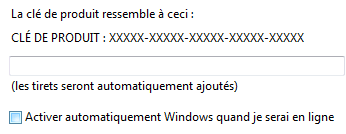 La clé de produit ressemble à ceci :
CLÉ DE PRODUIT : XXXXX-XXXXX-XXXXX-XXXXX-XXXXX
(les tirets seront automatiquement ajoutés)
Activer automatiquement Windows quand je serai en ligne